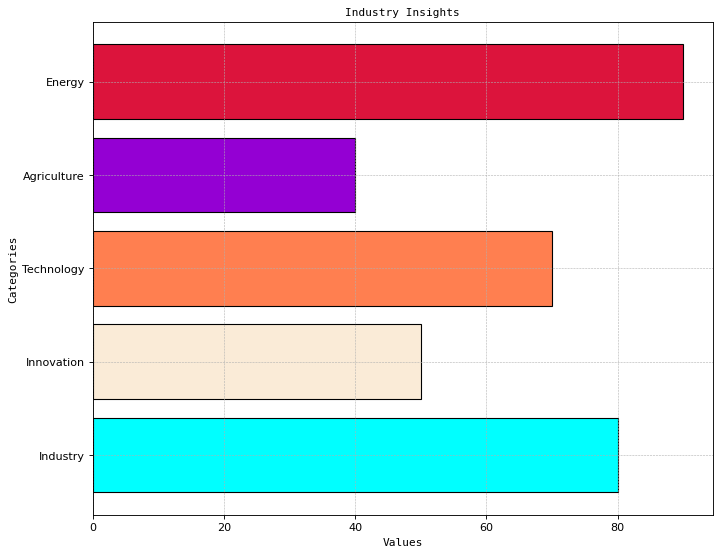 Industry Insights
Energy
Agriculture
Technology
Innovation
Industry
Categories
0 20 40 60 80
Values